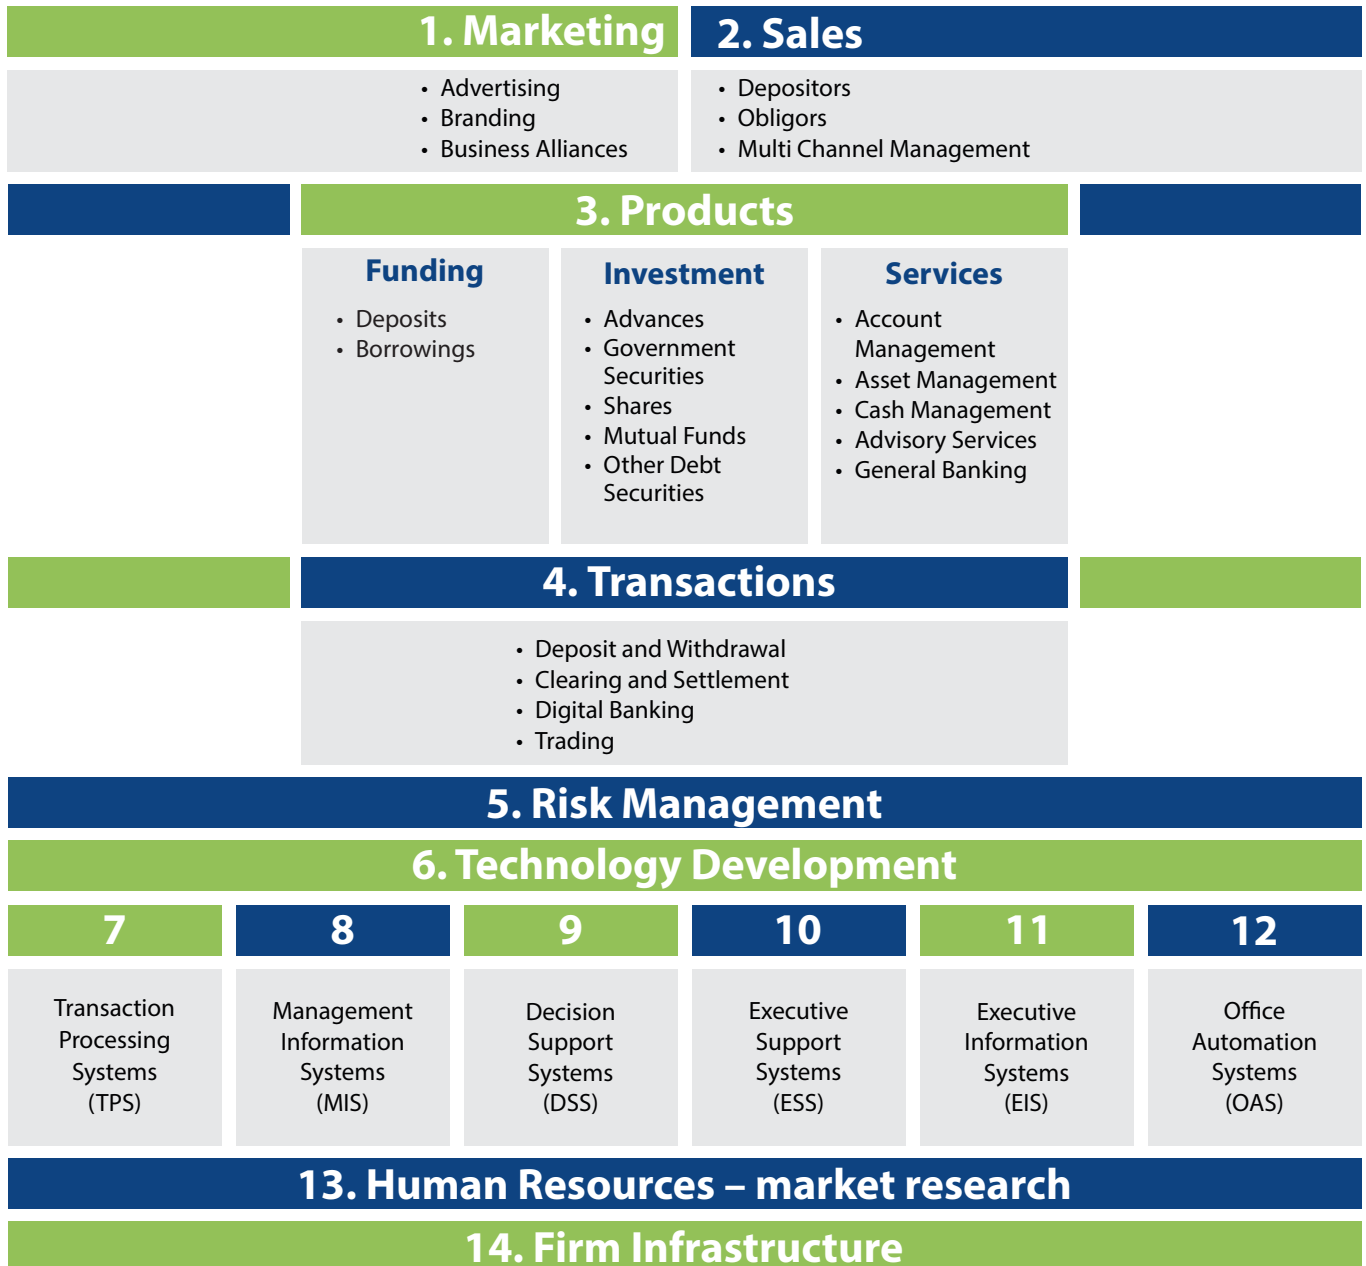 1. Marketing
2. Sales
• Advertising
• Branding
• Business Alliances
• Depositors
• Obligors
• Multi Channel Management
3. Products
Funding
• Deposits
• Borrowings
Investment
• Advances
• Government
Securities
• Shares
• Mutual Funds
• Other Debt
Securities
Services
• Account
Management
• Asset Management
• Cash Management
• Advisory Services
• General Banking
4. Transactions
• Deposit and Withdrawal
• Clearing and Settlement
• Digital Banking
• Trading
5. Risk Management
6. Technology Development
7
Transaction
Processing
Systems
(TPS)
8
Management
Information
Systems
(MIS)
9
Decision
Support
Systems
(DSS)
10
Executive
Support
Systems
(ESS)
11
Executive
Information
Systems
(EIS)
12
Office
Automation
Systems
(OAS)
13. Human Resources – market research
14. Firm Infrastructure